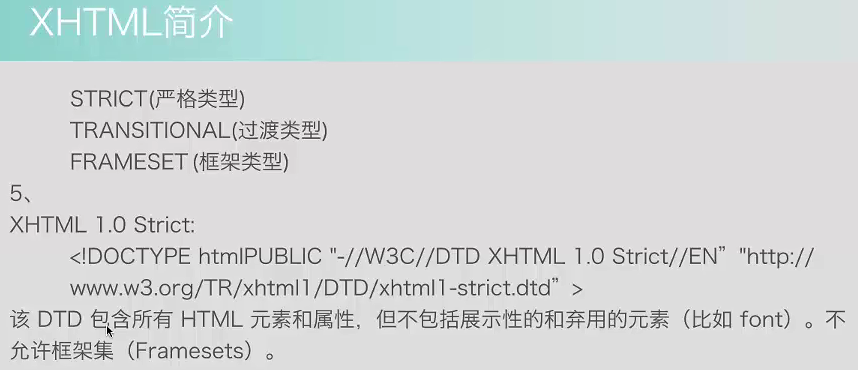 XHTML简介
STRICT(严格类型)
TRANSITIONAL(过渡类型)
FRAMESET (框架类型)
5、
XHTML 1.0 Strict:
<!DOCTYPE htmlPUBLIC "-//W3C//DTD XHTML 1.0 Strict//EN” "http://
www.w3.org/TR/xhtml1/DTD/xhtml1-strict.dtd” >
该 DTD 包含所有 HTML 元素和属性，但不包括展示性的和弃用的元素（比如 font）。不
允许框架集（Framesets）。